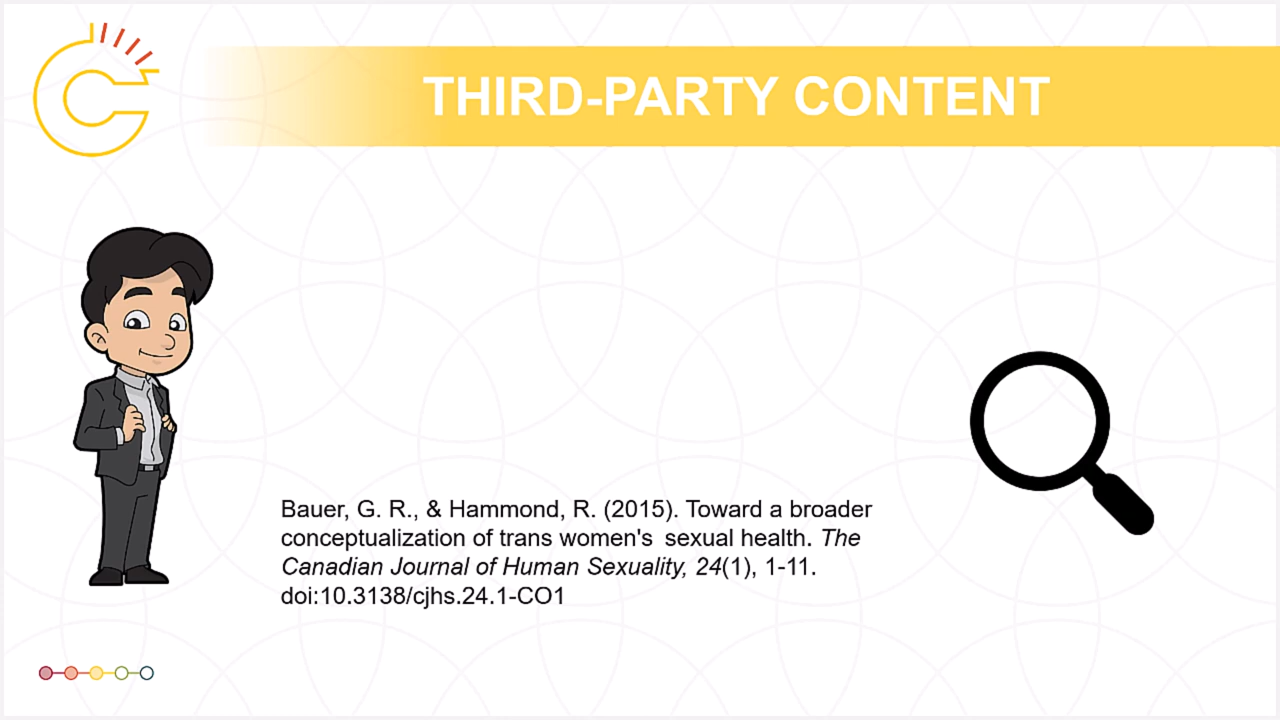 THIRD-PARTY CONTENT
Bauer, G. R., & Hammond, R. (2015). Toward a broader
conceptualization of trans women's  sexual health. The
Canadian Journal of Human Sexuality, 24(1), 1-11.
doi:10.3138/cjhs.24.1-CO1